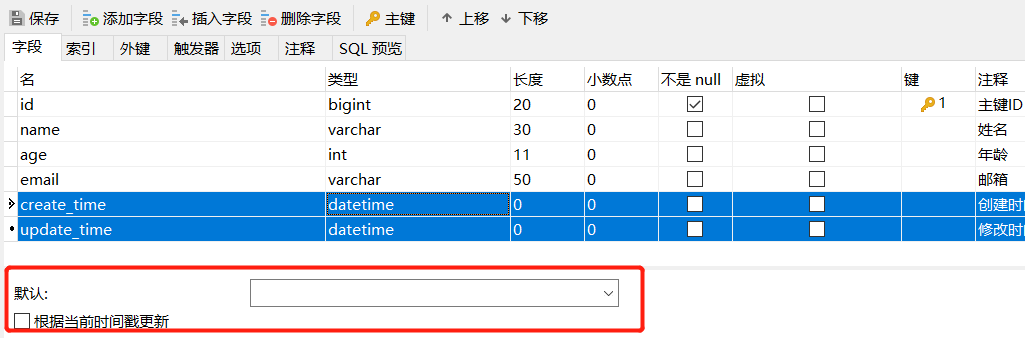 保存 添加字段 插入字段 删除字段 主键 上移 下移
字段 索引 外键 触发器 选项 注释 SQL 预览
名 类型 长度 小数点 不是 null 虚拟 键 注释
id bigint 20 0 1 主键ID
name varchar 30 0 姓名
age int 11 0 年龄
email varchar 50 0 邮箱
create_time datetime 0 0 创建时
update_time datetime 0 0 修改时
默认:
根据当前时间戳更新